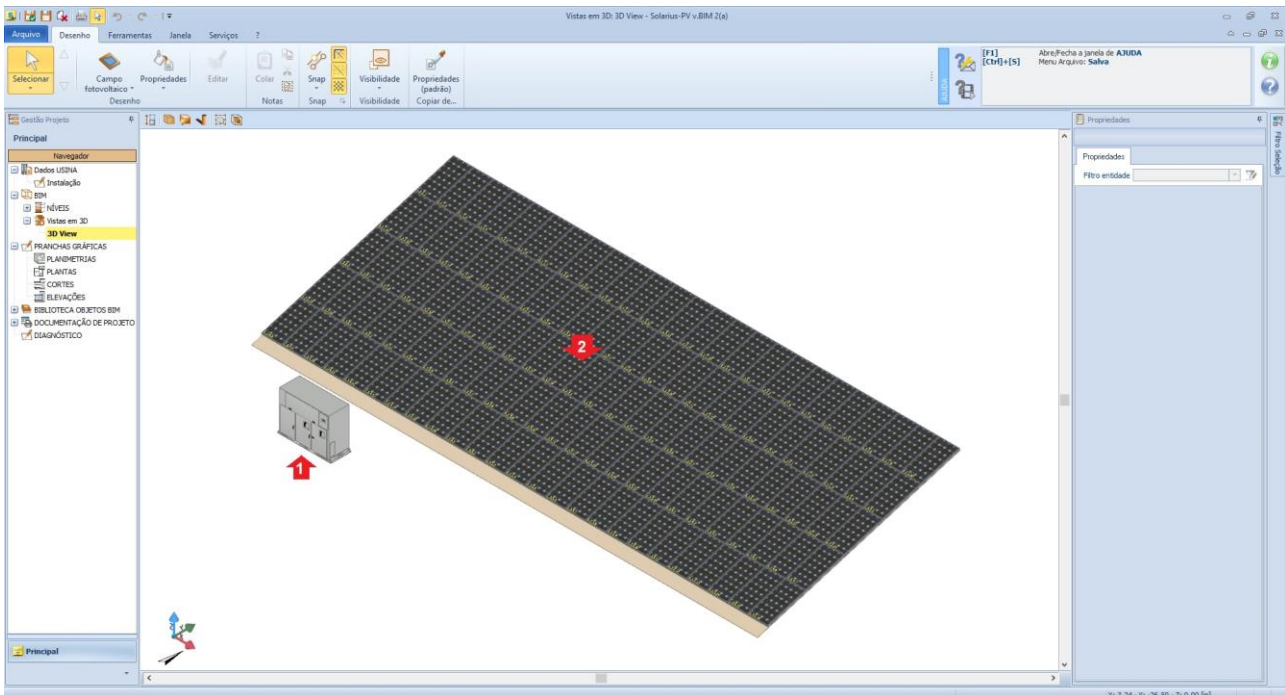 Vistas em 3D: 3D View - Solarius-PV v.BIM 2(a)
Arquivo Desenho Ferramentas Janela Serviços ?
Selecionar
Campo fotovoltaico
Propriedades
Editar
Desenho
Colar
Notas
Snap
Snap
Visibilidade
Visibilidade
Propriedades (padrão)
Copiar de...
AJUDA
[F1] Abre/Fecha a janela de AJUDA
[Ctrl]+[S] Menu Arquivo: Salva
Gestão Projeto
Principal
Navegador
Dados USINA
Instalação
BIM
NÍVEIS
Vistas em 3D
3D View
PRANCHAS GRÁFICAS
PLANIMETRIAS
PLANTAS
CORTES
ELEVAÇÕES
BIBLIOTECA OBJETOS BIM
DOCUMENTAÇÃO DE PROJETO
DIAGNÓSTICO
Principal
1
2
Propriedades
Propriedades
Filtro entidade
Filtro Seleção